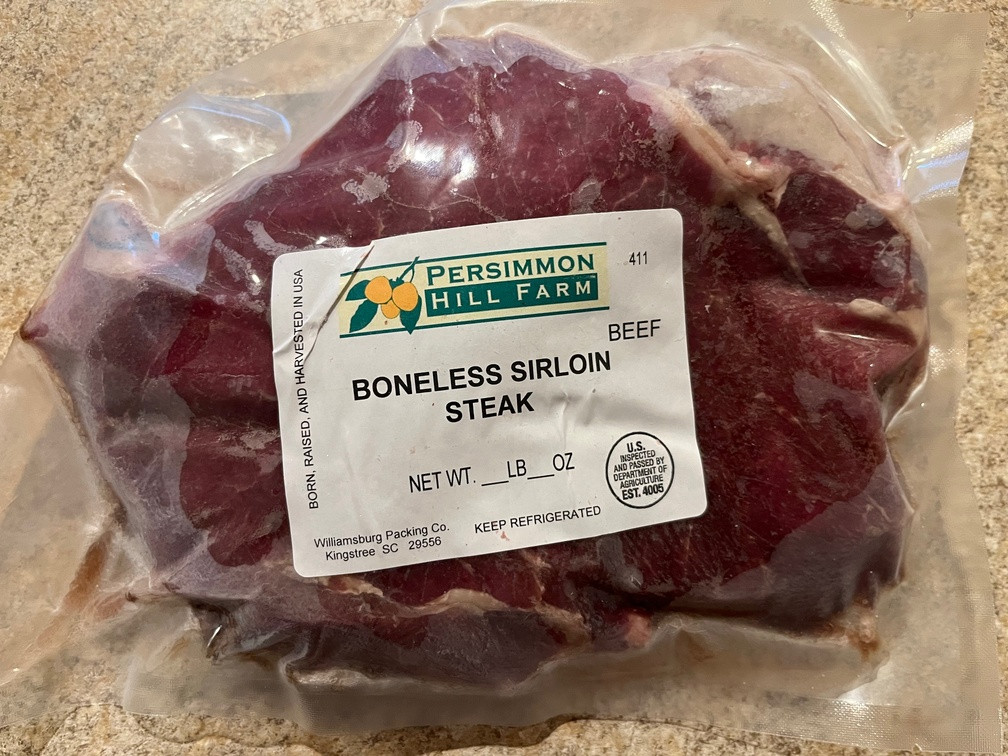 BORN, RAISED, AND HARVESTED IN USA
PERSIMMON
HILL FARM
411
BEEF
BONELESS SIRLOIN
STEAK
NET WT. __LB__OZ
U.S.
INSPECTED
AND PASSED BY
DEPARTMENT OF
AGRICULTURE
EST. 4005
Williamsburg Packing Co.
Kingstree SC 29556
KEEP REFRIGERATED